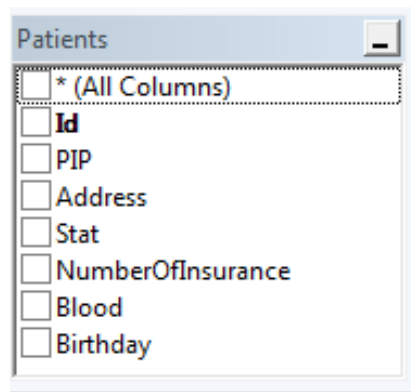 Patients
* (All Columns)
Id
PIP
Address
Stat
NumberOfInsurance
Blood
Birthday